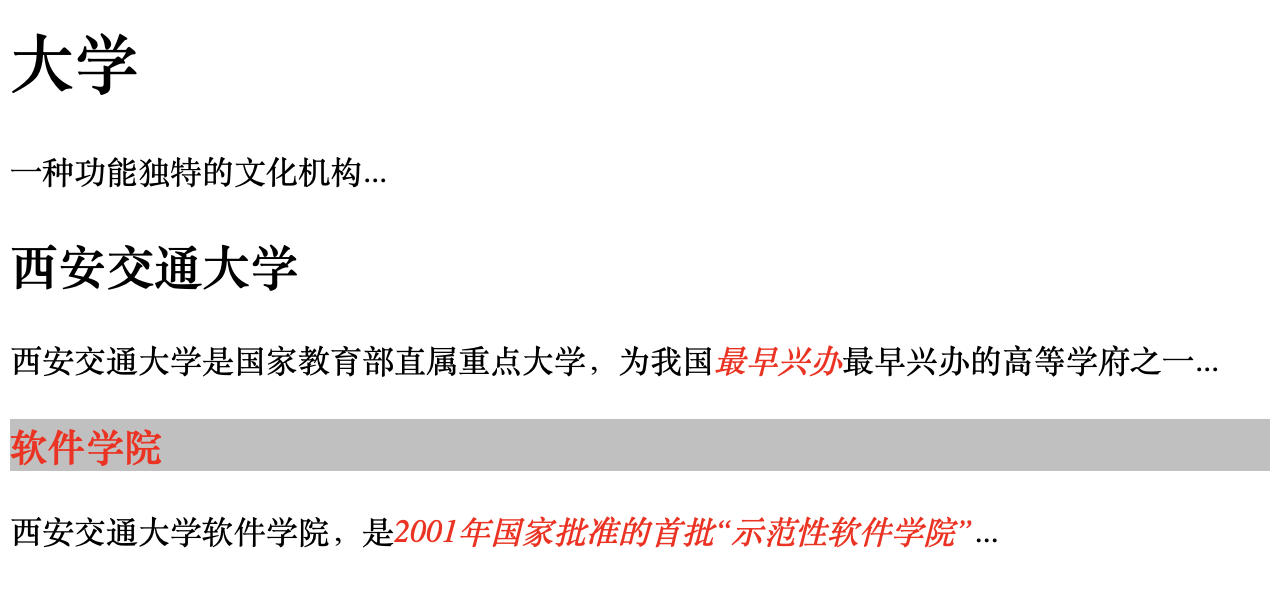 大学
一种功能独特的文化机构...
西安交通大学
西安交通大学是国家教育部直属重点大学，为我国最早兴办最早兴办的高等学府之一...
软件学院
西安交通大学软件学院，是2001年国家批准的首批“示范性软件学院”...